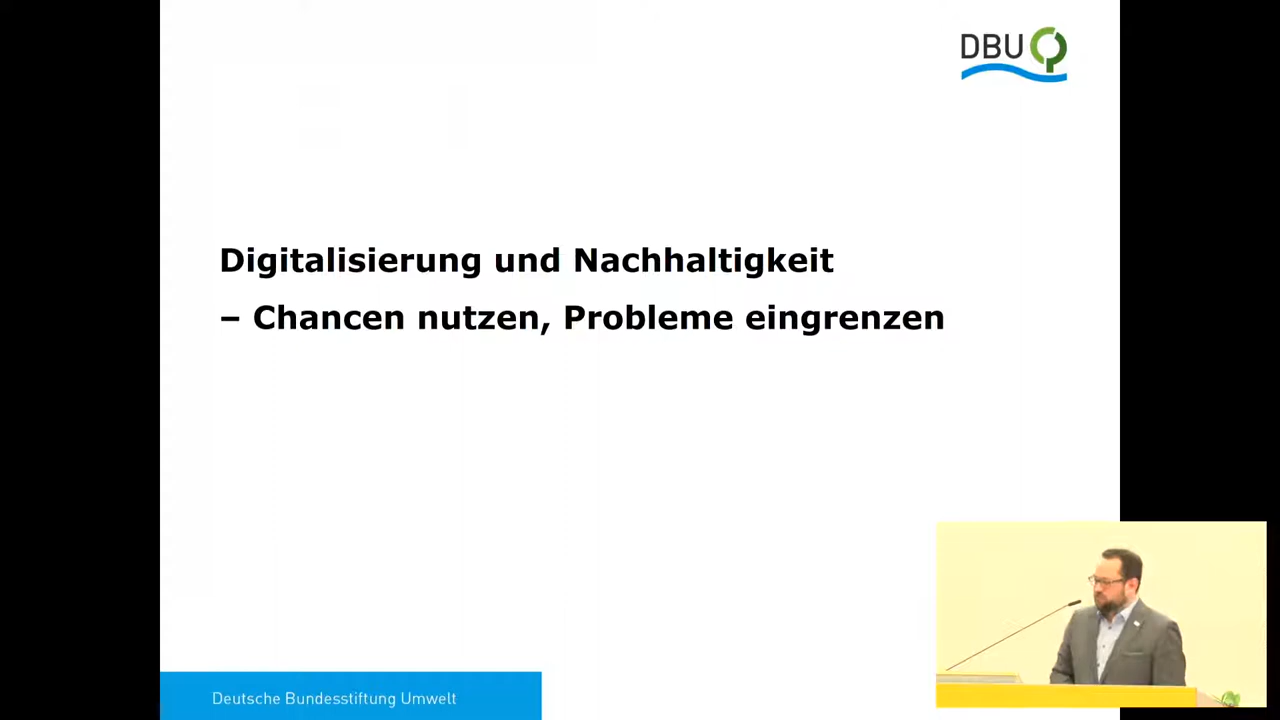 DBU
Digitalisierung und Nachhaltigkeit
– Chancen nutzen, Probleme eingrenzen
Deutsche Bundesstiftung Umwelt